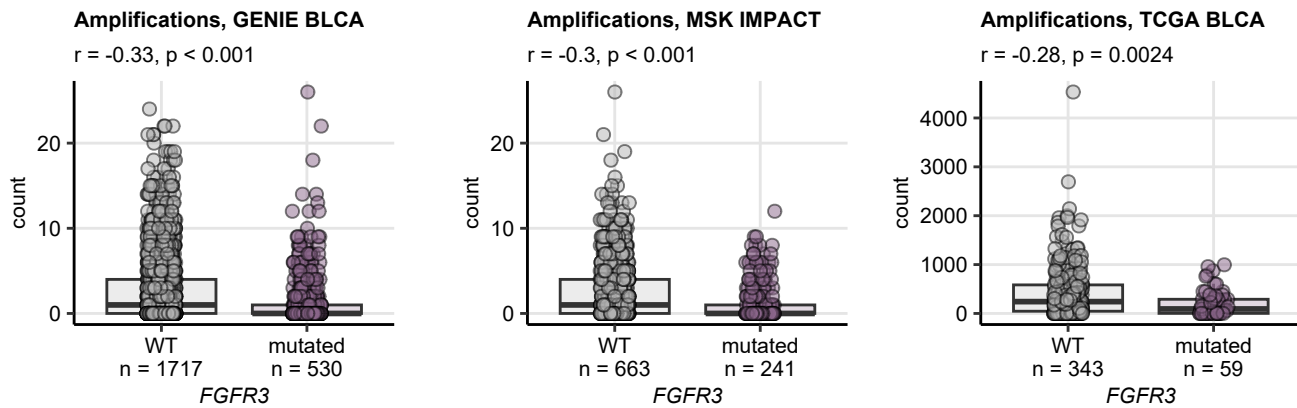 Amplifications, GENIE BLCA
r = -0.33, p < 0.001
count
20
10
0
WT
mutated
n = 1717
n = 530
FGFR3
Amplifications, MSK IMPACT
r = -0.3, p < 0.001
count
20
10
0
WT
mutated
n = 663
n = 241
FGFR3
Amplifications, TCGA BLCA
r = -0.28, p = 0.0024
count
4000
3000
2000
1000
0
WT
mutated
n = 343
n = 59
FGFR3